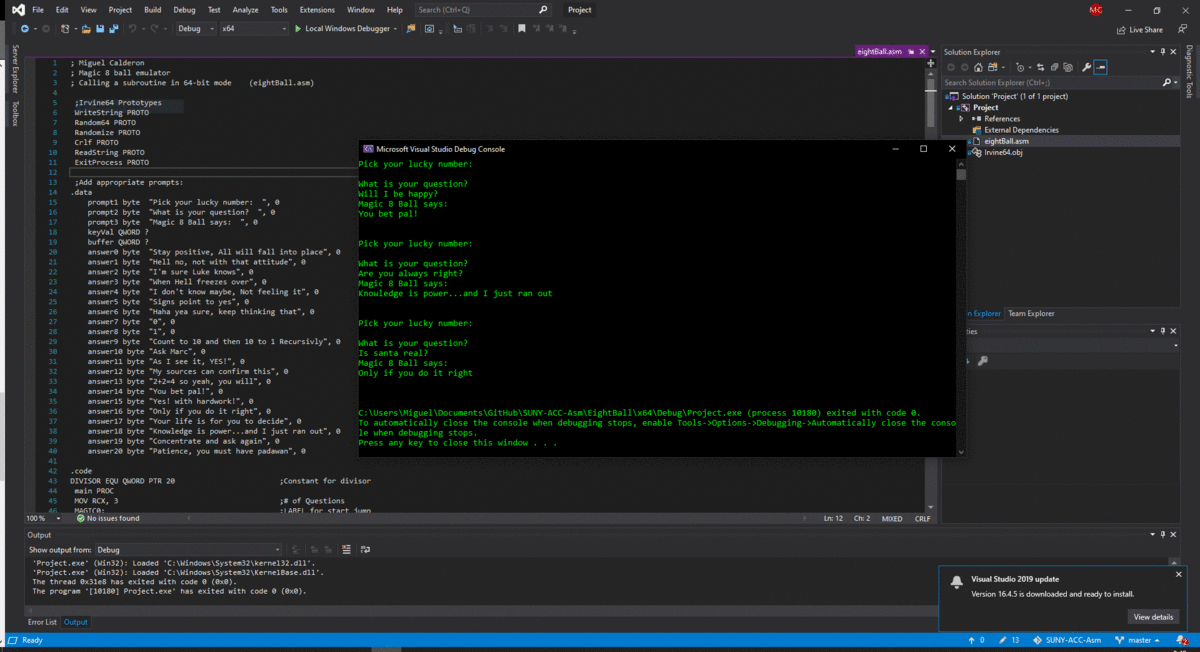 File Edit View Project Build Debug Test Analyze Tools Extensions Window Help Search (Ctrl+Q) Project MC
Debug x64 Local Windows Debugger Live Share
Server Explorer
Toolbox
eightBall.asm
1 ; Miguel Calderon
2 ; Magic 8 ball emulator
3 ; Calling a subroutine in 64-bit mode (eightBall.asm)
4
5 ;Irvine64 Prototypes
6 WriteString PROTO
7 Random64 PROTO
8 Randomize PROTO
9 Crlf PROTO
10 ReadString PROTO
11 ExitProcess PROTO
12
13 ;Add appropriate prompts:
14 .data
15 prompt1 byte "Pick your lucky number: ", 0
16 prompt2 byte "What is your question? ", 0
17 prompt3 byte "Magic 8 Ball says: ", 0
18 keyVal QWORD ?
19 buffer QWORD ?
20 answer0 byte "Stay positive, All will fall into place", 0
21 answer1 byte "Hell no, not with that attitude", 0
22 answer2 byte "I'm sure Luke knows", 0
23 answer3 byte "When Hell freezes over", 0
24 answer4 byte "I don't know maybe, Not feeling it", 0
25 answer5 byte "Signs point to yes", 0
26 answer6 byte "Haha yea sure, keep thinking that", 0
27 answer7 byte "0", 0
28 answer8 byte "1", 0
29 answer9 byte "Count to 10 and then 10 to 1 Recursivly", 0
30 answer10 byte "Ask Marc", 0
31 answer11 byte "As I see it, YES!", 0
32 answer12 byte "My sources can confirm this", 0
33 answer13 byte "2+2=4 so yeah, you will", 0
34 answer14 byte "You bet pal!", 0
35 answer15 byte "Yes! with hardwork!", 0
36 answer16 byte "Only if you do it right", 0
37 answer17 byte "Your life is for you to decide", 0
38 answer18 byte "Knowledge is power...and I just ran out", 0
39 answer19 byte "Concentrate and ask again", 0
40 answer20 byte "Patience, you must have padawan", 0
41
42 .code
43 DIVISOR EQU QWORD PTR 20 ;Constant for divisor
44 main PROC
45 MOV RCX, 3 ;# of Questions
46 MAGIC0: ;LABEL for start jump
100 % No issues found Ln: 12 Ch: 2 MIXED CRLF
Microsoft Visual Studio Debug Console
Pick your lucky number:
What is your question?
Will I be happy?
Magic 8 Ball says:
You bet pal!
Pick your lucky number:
What is your question?
Are you always right?
Magic 8 Ball says:
Knowledge is power...and I just ran out
Pick your lucky number:
What is your question?
Is santa real?
Magic 8 Ball says:
Only if you do it right
C:\Users\Miguel\Documents\GitHub\SUNY-ACC-Asm\EightBall\x64\Debug\Project.exe (process 10180) exited with code 0.
To automatically close the console when debugging stops, enable Tools->Options->Debugging->Automatically close the conso
le when debugging stops.
Press any key to close this window . . .
Solution Explorer
Search Solution Explorer (Ctrl+;)
Solution 'Project' (1 of 1 project)
Project
References
External Dependencies
eightBall.asm
Irvine64.obj
n Explorer Team Explorer
ties
Diagnostic Tools
Output
Show output from: Debug
'Project.exe' (Win32): Loaded 'C:\Windows\System32\kernel32.dll'.
'Project.exe' (Win32): Loaded 'C:\Windows\System32\KernelBase.dll'.
The thread 0x31e8 has exited with code 0 (0x0).
The program '[10180] Project.exe' has exited with code 0 (0x0).
Error List Output
Visual Studio 2019 update
Version 16.4.5 is downloaded and ready to install.
View details
Ready 0 13 SUNY-ACC-Asm master 2